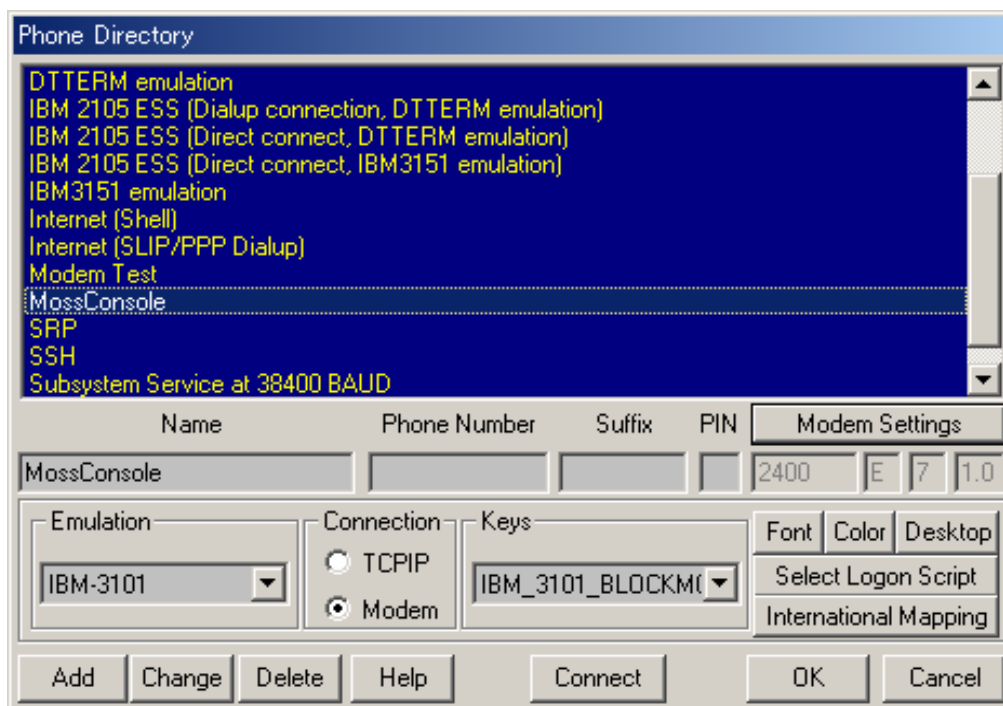 Phone Directory
DTTERM emulation
IBM 2105 ESS (Dialup connection, DTTERM emulation)
IBM 2105 ESS (Direct connect, DTTERM emulation)
IBM 2105 ESS (Direct connect, IBM3151 emulation)
IBM3151 emulation
Internet (Shell)
Internet (SLIP/PPP Dialup)
Modem Test
MossConsole
SRP
SSH
Subsystem Service at 38400 BAUD
Name Phone Number Suffix PIN Modem Settings
MossConsole 2400 E 7 1.0
Emulation Connection Keys
Font Color Desktop
TCPIP
IBM-3101 IBM_3101_BLOCKM
Select Logon Script
Modem
International Mapping
Add Change Delete Help Connect OK Cancel